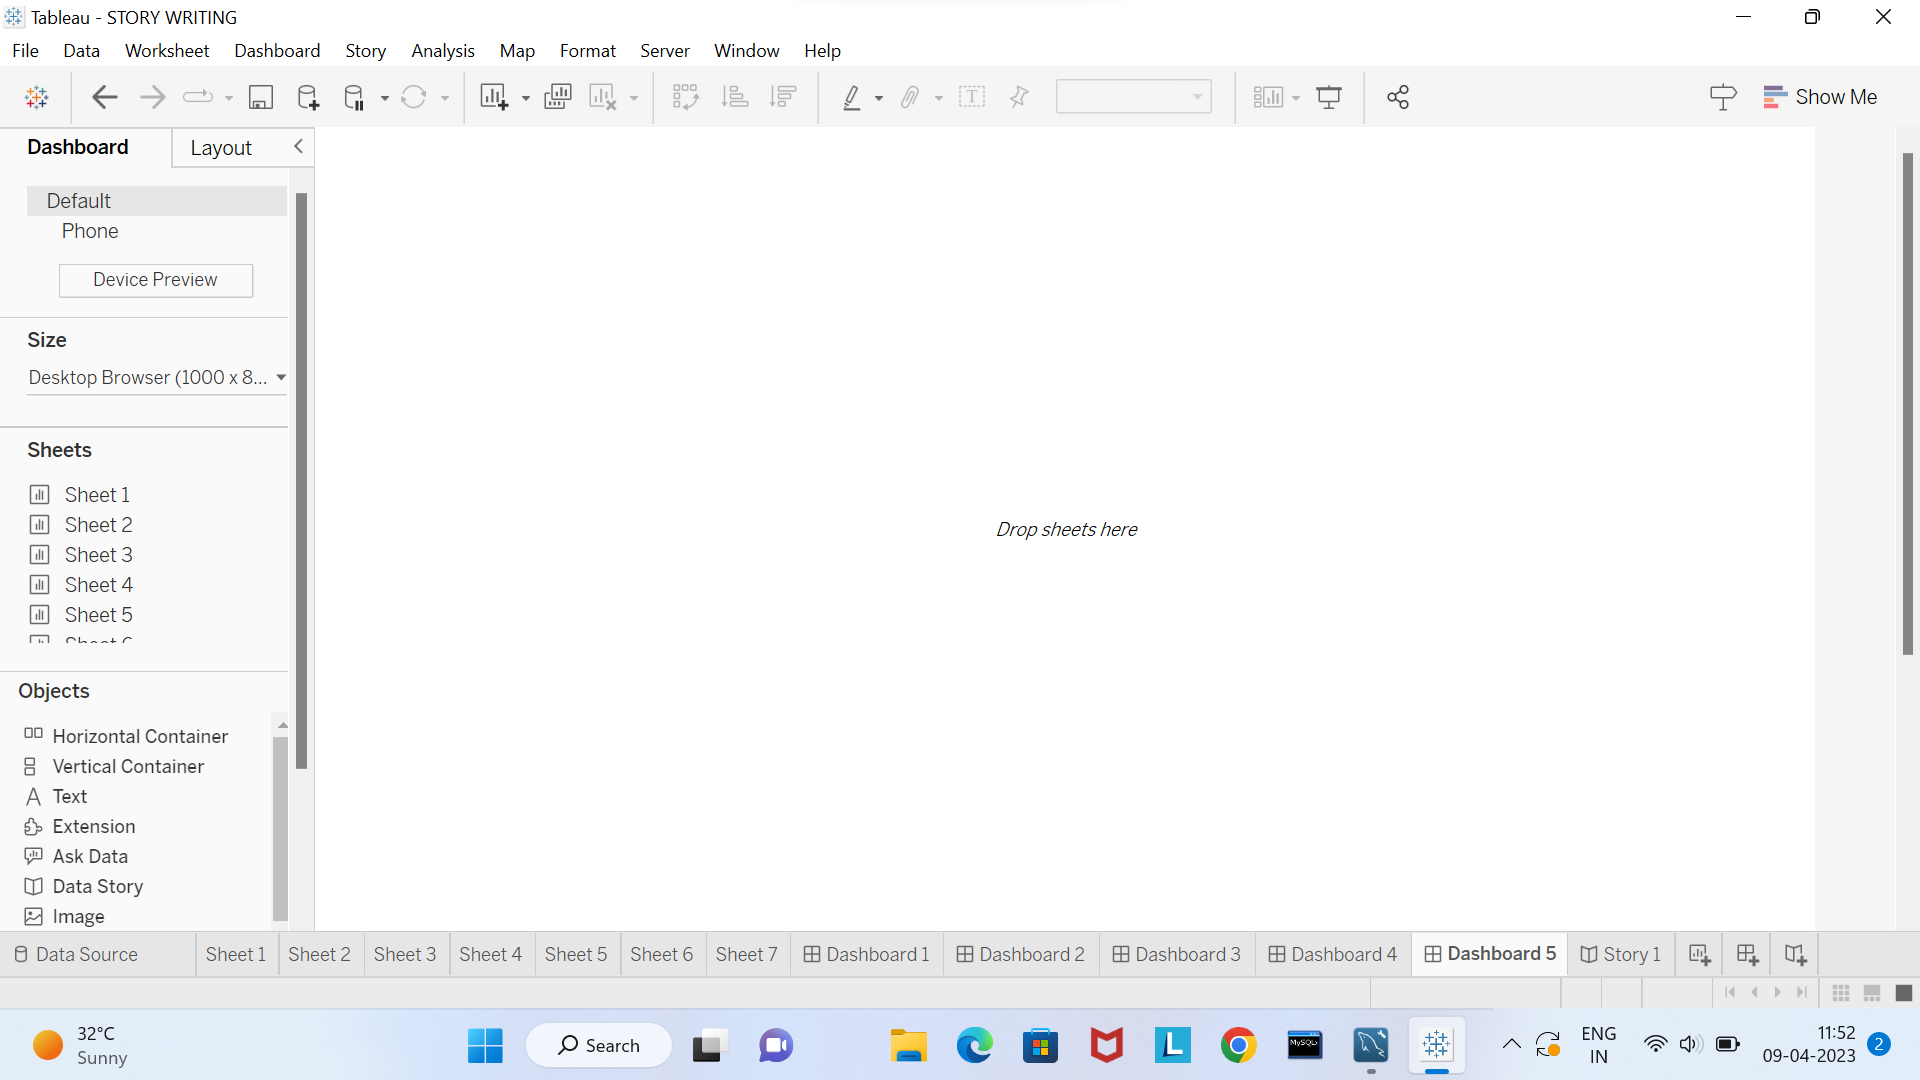 Tableau - STORY WRITING
File Data Worksheet Dashboard Story Analysis Map Format Server Window Help
Show Me
Dashboard Layout
Default
Phone
Device Preview
Size
Desktop Browser (1000 x 8...
Sheets
Sheet 1
Sheet 2
Sheet 3
Sheet 4
Sheet 5
Sheet 6
Drop sheets here
Objects
Horizontal Container
Vertical Container
Text
Extension
Ask Data
Data Story
Image
Data Source Sheet 1 Sheet 2 Sheet 3 Sheet 4 Sheet 5 Sheet 6 Sheet 7 Dashboard 1 Dashboard 2 Dashboard 3 Dashboard 4 Dashboard 5 Story 1
32°C
Sunny
Search
MySQL>
L
ENG
IN
11:52
09-04-2023
2